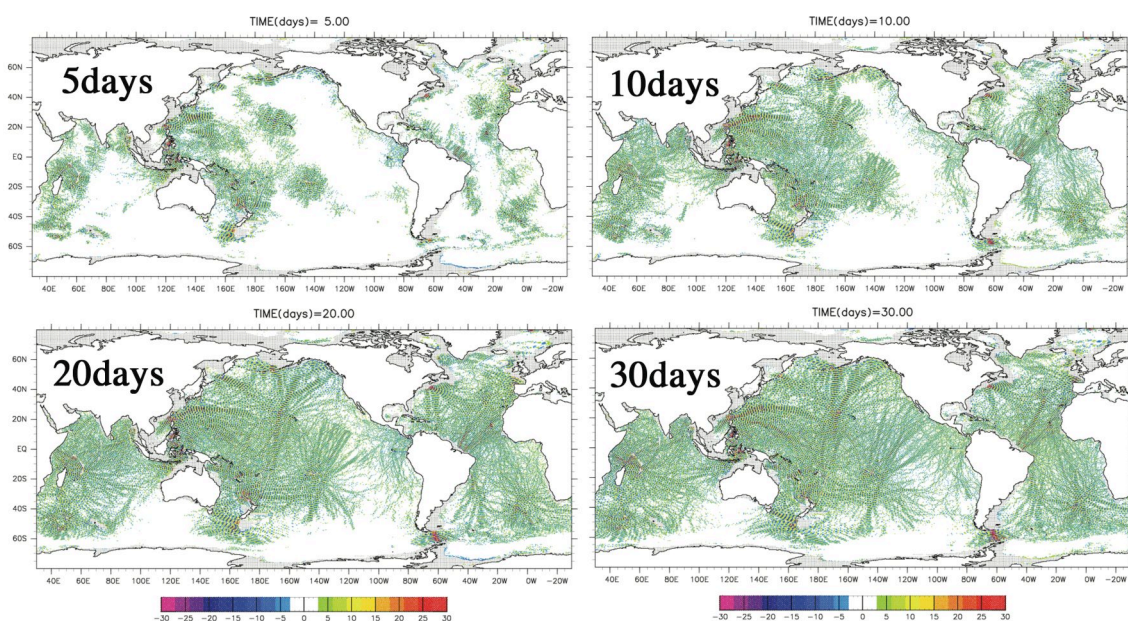 TIME(days)= 5.00
5days
60N
40N
20N
EQ
20S
40S
60S
40E 60E 80E 100E 120E 140E 160E 180E 160W 140W 120W 100W 80W 60W 40W 20W 0W −20W
TIME(days)=10.00
10days
60N
40N
20N
EQ
20S
40S
60S
40E 60E 80E 100E 120E 140E 160E 180E 160W 140W 120W 100W 80W 60W 40W 20W 0W −20W
TIME(days)=20.00
20days
60N
40N
20N
EQ
20S
40S
60S
40E 60E 80E 100E 120E 140E 160E 180E 160W 140W 120W 100W 80W 60W 40W 20W 0W −20W
TIME(days)=30.00
30days
60N
40N
20N
EQ
20S
40S
60S
40E 60E 80E 100E 120E 140E 160E 180E 160W 140W 120W 100W 80W 60W 40W 20W 0W −20W
−30 −25 −20 −15 −10 −5 0 5 10 15 20 25 30
−30 −25 −20 −15 −10 −5 0 5 10 15 20 25 30